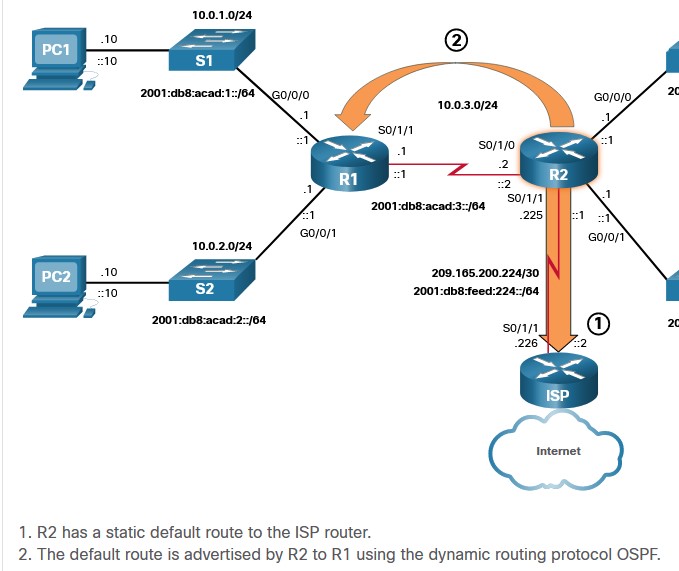 10.0.1.0/24
②
PC1
.10
::10
S1
2001:db8:acad:1::/64
G0/0/0
.1
::1
10.0.3.0/24
S0/1/1
.1
::1
R1
S0/1/0
.2
::2
R2
G0/0/0
.1
::1
20
2001:db8:acad:3::/64
S0/1/1
.225
::1
.1
::1
G0/0/1
.1
::1
G0/0/1
10.0.2.0/24
PC2
.10
::10
S2
2001:db8:acad:2::/64
209.165.200.224/30
2001:db8:feed:224::/64
20
S0/1/1
.226
::2
①
ISP
Internet
1. R2 has a static default route to the ISP router.
2. The default route is advertised by R2 to R1 using the dynamic routing protocol OSPF.